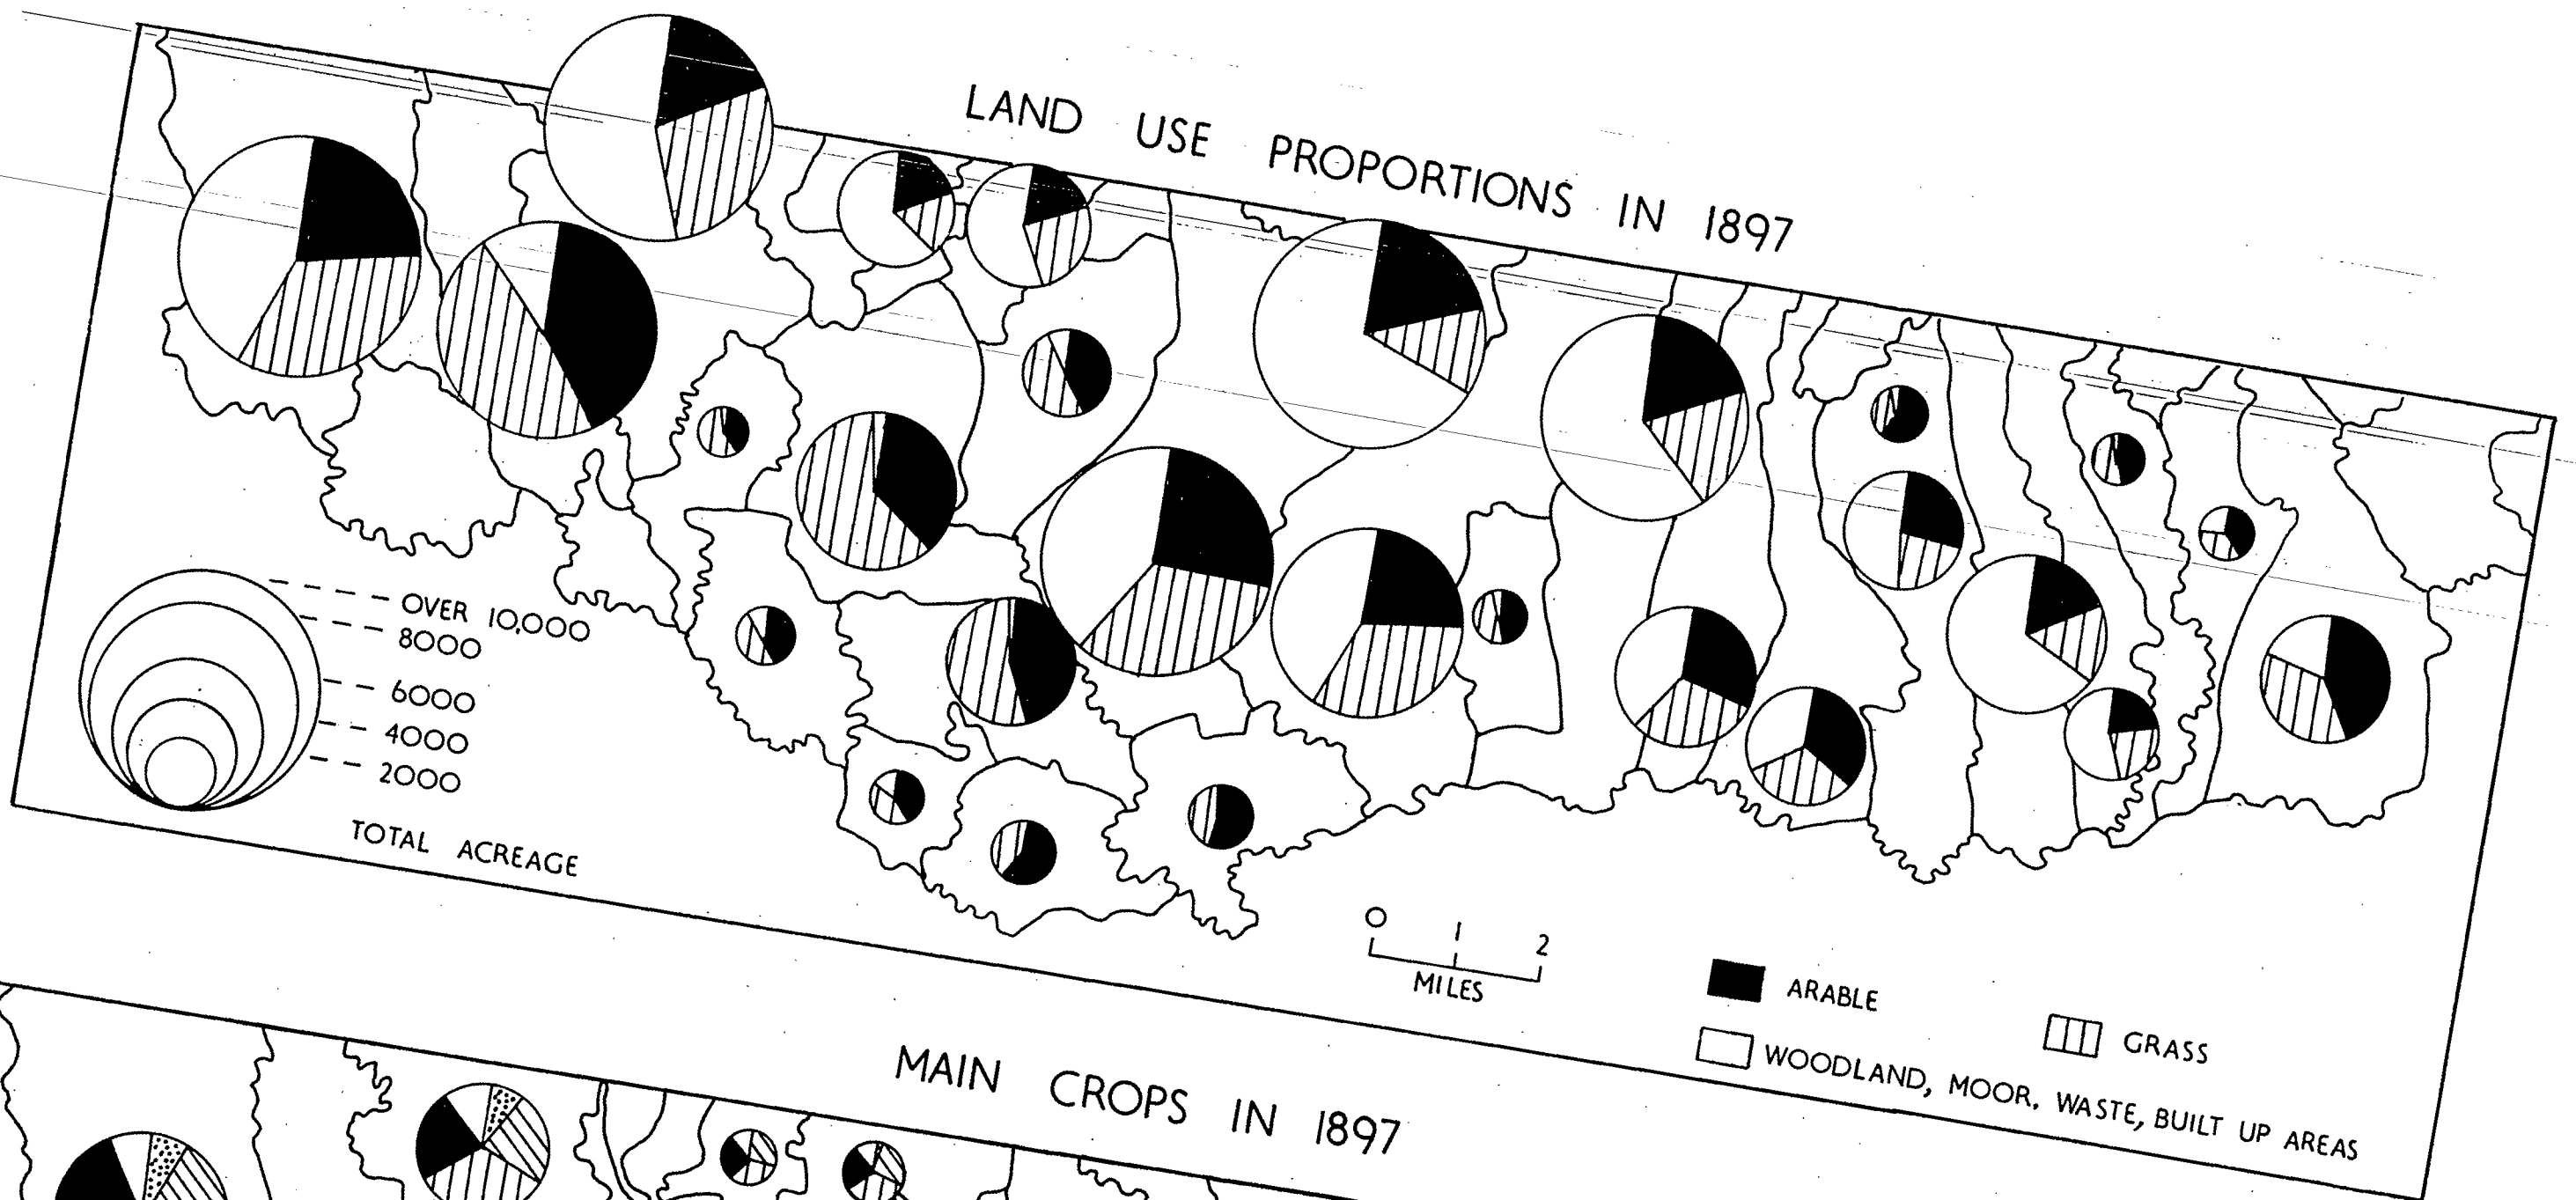 LAND USE PROPORTIONS IN 1897
OVER 10,000
8000
6000
4000
2000
TOTAL ACREAGE
0 1 2
MILES
ARABLE
GRASS
WOODLAND, MOOR, WASTE, BUILT UP AREAS
MAIN CROPS IN 1897